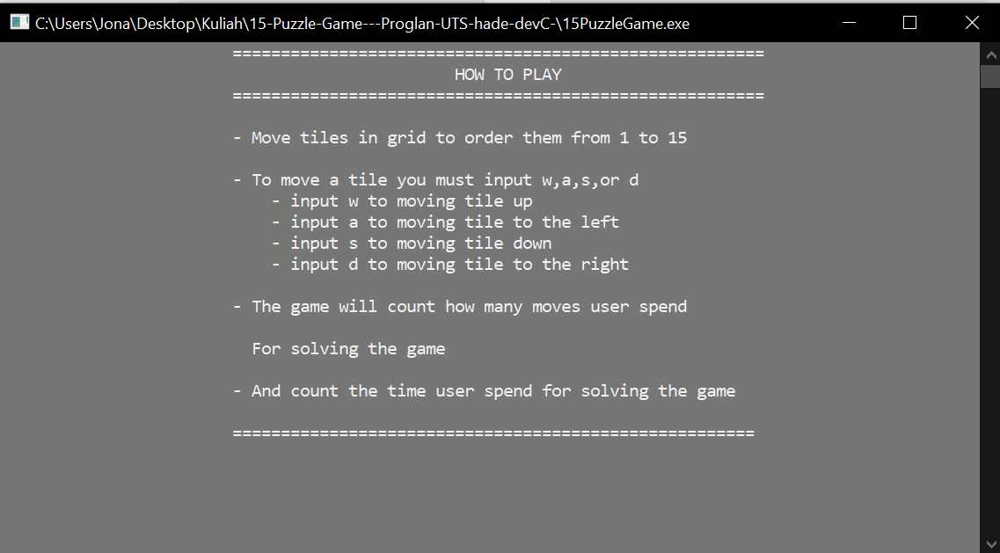 C:\Users\Jona\Desktop\Kuliah\15-Puzzle-Game---Proglan-UTS-hade-devC-\15PuzzleGame.exe
=======================================================
HOW TO PLAY
=======================================================
- Move tiles in grid to order them from 1 to 15
- To move a tile you must input w,a,s,or d
- input w to moving tile up
- input a to moving tile to the left
- input s to moving tile down
- input d to moving tile to the right
- The game will count how many moves user spend
For solving the game
- And count the time user spend for solving the game
======================================================